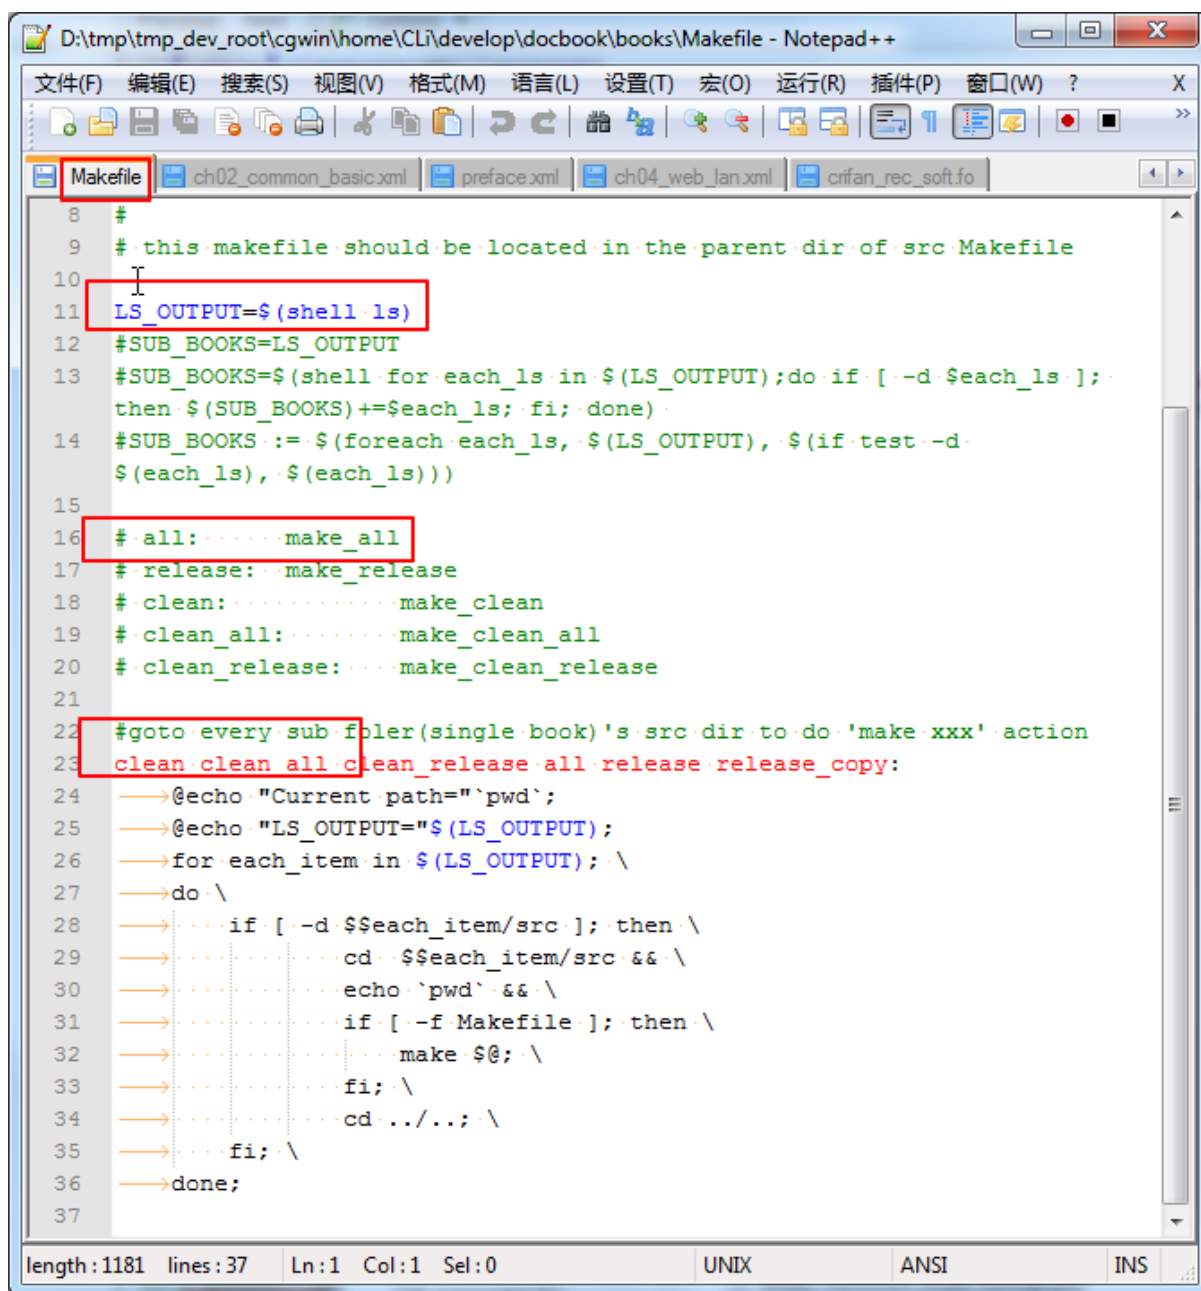 D:\tmp\tmp_dev_root\cgwin\home\CLi\develop\docbook\books\Makefile - Notepad++
文件(F) 编辑(E) 搜索(S) 视图(V) 格式(M) 语言(L) 设置(T) 宏(O) 运行(R) 插件(P) 窗口(W) ? X
Makefile ch02_common_basic.xml preface.xml ch04_web_lan.xml crifan_rec_soft.fo
8 #
9 # this makefile should be located in the parent dir of src Makefile
10
11 LS_OUTPUT=$(shell ls)
12 #SUB_BOOKS=LS_OUTPUT
13 #SUB_BOOKS=$(shell for each_ls in $(LS_OUTPUT);do if [ -d $each_ls ];
then $(SUB_BOOKS)+=$each_ls; fi; done)
14 #SUB_BOOKS := $(foreach each_ls, $(LS_OUTPUT), $(if test -d
$(each_ls), $(each_ls)))
15
16 # all:      make_all
17 # release:  make_release
18 # clean:            make_clean
19 # clean_all:        make_clean_all
20 # clean_release:    make_clean_release
21
22 #goto every sub foler(single book)'s src dir to do 'make xxx' action
23 clean clean_all clean_release all release release_copy:
24 @echo "Current path="`pwd`;
25 @echo "LS_OUTPUT="$(LS_OUTPUT);
26 for each_item in $(LS_OUTPUT); \
27 do \
28     if [ -d $$each_item/src ]; then \
29             cd  $$each_item/src && \
30             echo `pwd` && \
31             if [ -f Makefile ]; then \
32                 make $@; \
33             fi; \
34             cd ../..; \
35     fi; \
36 done;
37
length : 1181 lines : 37 Ln : 1 Col : 1 Sel : 0 UNIX ANSI INS